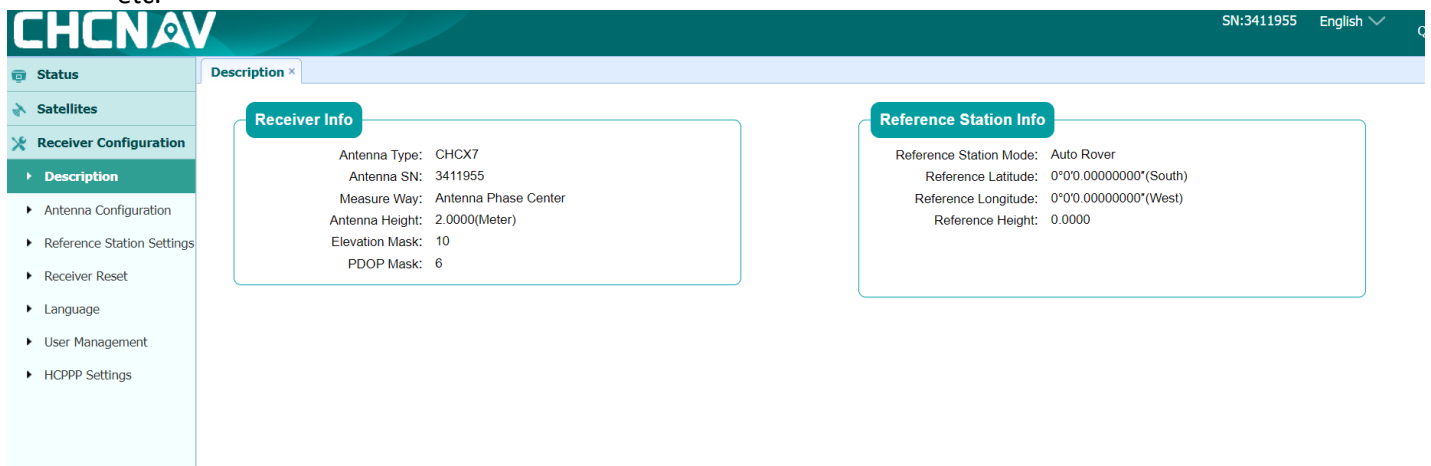 etc.
CHCNAV
SN:3411955 English
Status
Satellites
Receiver Configuration
Description
Antenna Configuration
Reference Station Settings
Receiver Reset
Language
User Management
HCPPP Settings
Description ×
Receiver Info
Antenna Type: CHCX7
Antenna SN: 3411955
Measure Way: Antenna Phase Center
Antenna Height: 2.0000(Meter)
Elevation Mask: 10
PDOP Mask: 6
Reference Station Info
Reference Station Mode: Auto Rover
Reference Latitude: 0°0'0.00000000"(South)
Reference Longitude: 0°0'0.00000000"(West)
Reference Height: 0.0000